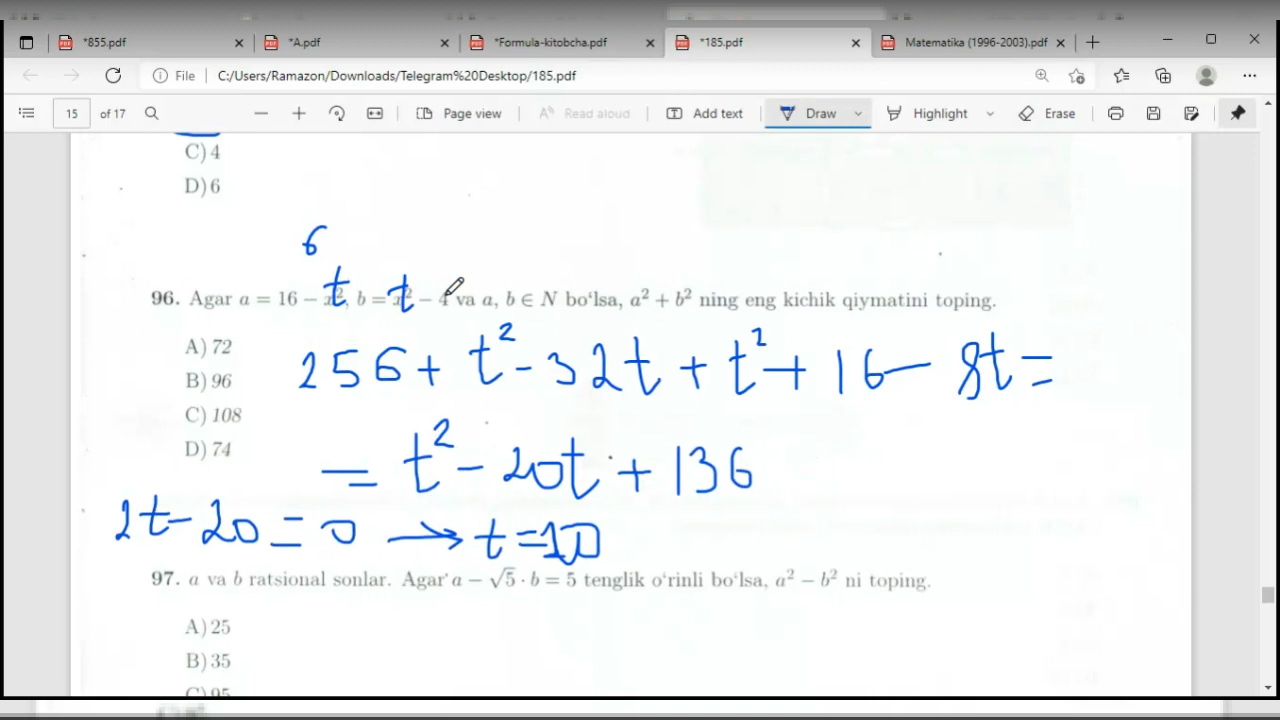 *855.pdf *A.pdf *Formula-kitobcha.pdf *185.pdf Matematika (1996-2003).pdf
File C:/Users/Ramazon/Downloads/Telegram%20Desktop/185.pdf
15 of 17 Page view Read aloud Add text Draw Highlight Erase
C) 4
D) 6
6
t t
96. Agar a = 16 − x², b = x² − 4 va a, b ∈ N bo‘lsa, a² + b² ning eng kichik qiymatini toping.
A) 72
256 + t² - 32t + t² + 16 - 8t =
B) 96
C) 108
D) 74
= t² - 20t + 136
2t - 20 = 0 → t = 10
97. a va b ratsional sonlar. Agar a − √5 · b = 5 tenglik o‘rinli bo‘lsa, a² − b² ni toping.
A) 25
B) 35